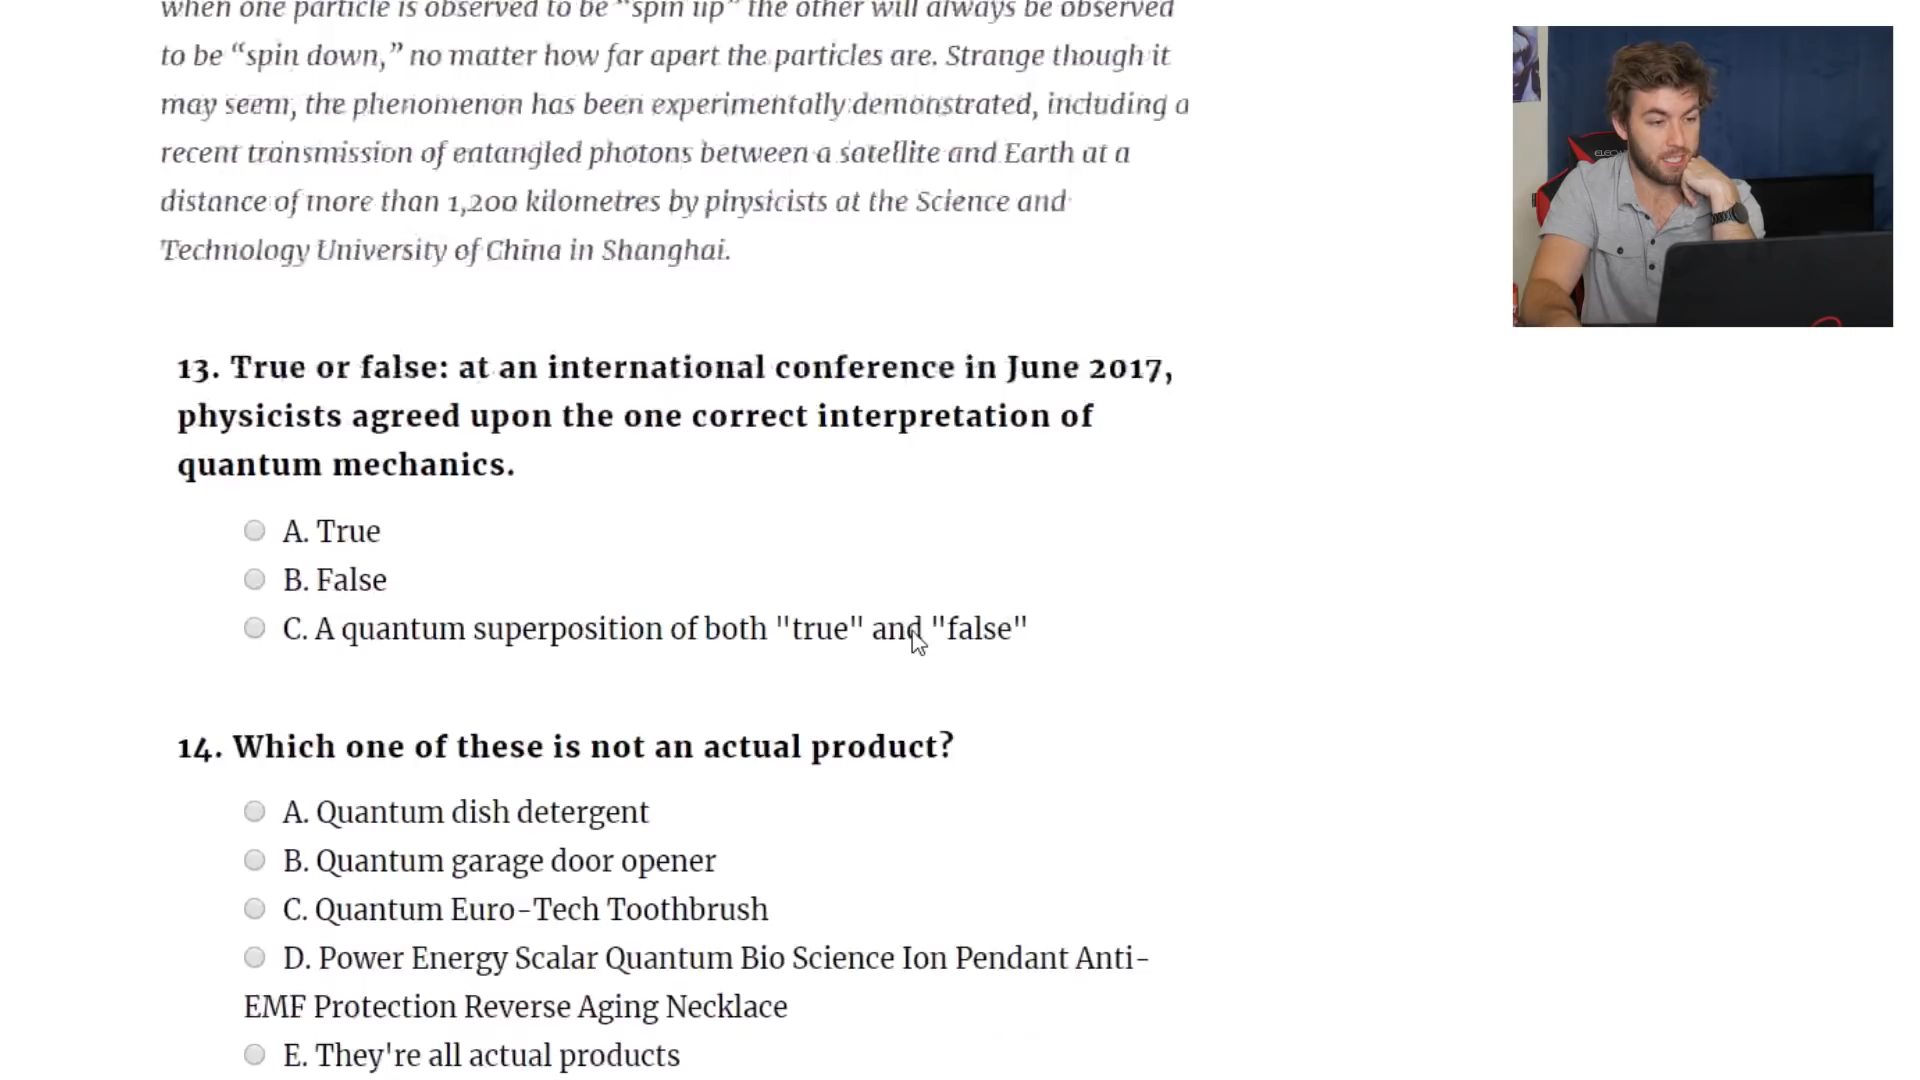 when one particle is observed to be “spin up” the other will always be observed
to be “spin down,” no matter how far apart the particles are. Strange though it
may seem, the phenomenon has been experimentally demonstrated, including a
recent transmission of entangled photons between a satellite and Earth at a
distance of more than 1,200 kilometres by physicists at the Science and
Technology University of China in Shanghai.
13. True or false: at an international conference in June 2017,
physicists agreed upon the one correct interpretation of
quantum mechanics.
A. True
B. False
C. A quantum superposition of both "true" and "false"
14. Which one of these is not an actual product?
A. Quantum dish detergent
B. Quantum garage door opener
C. Quantum Euro-Tech Toothbrush
D. Power Energy Scalar Quantum Bio Science Ion Pendant Anti-
EMF Protection Reverse Aging Necklace
E. They're all actual products